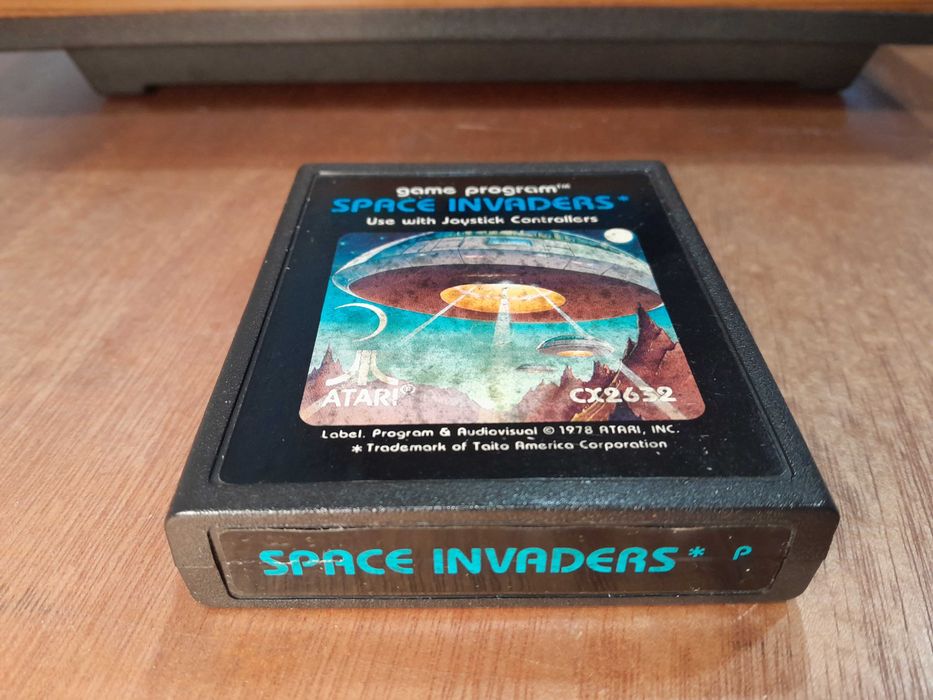 game program™
SPACE INVADERS*
Use with Joystick Controllers
ATARI®
CX2632
Label, Program & Audiovisual © 1978 ATARI, INC.
* Trademark of Taito America Corporation
SPACE INVADERS* P